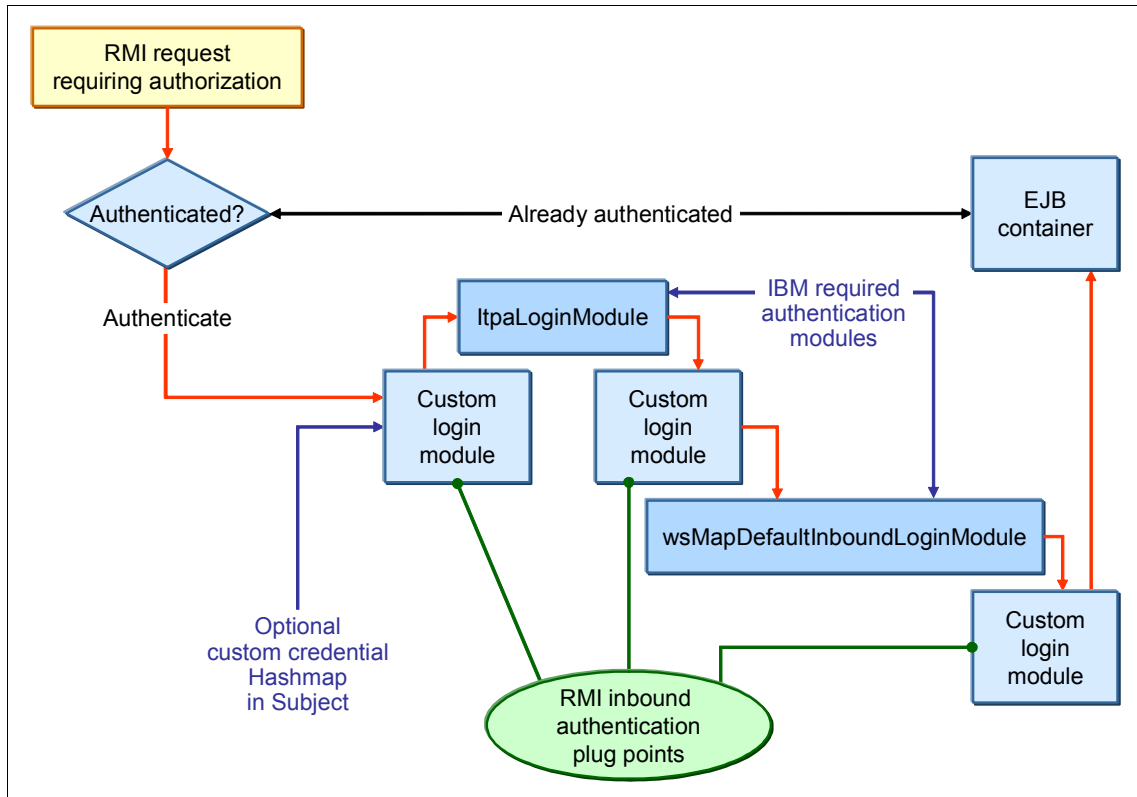 RMI request
requiring authorization
Authenticated?
Already authenticated
EJB
container
Authenticate
ltpaLoginModule
IBM required
authentication
modules
Custom
login
module
Custom
login
module
wsMapDefaultInboundLoginModule
Optional
custom credential
Hashmap
in Subject
Custom
login
module
RMI inbound
authentication
plug points